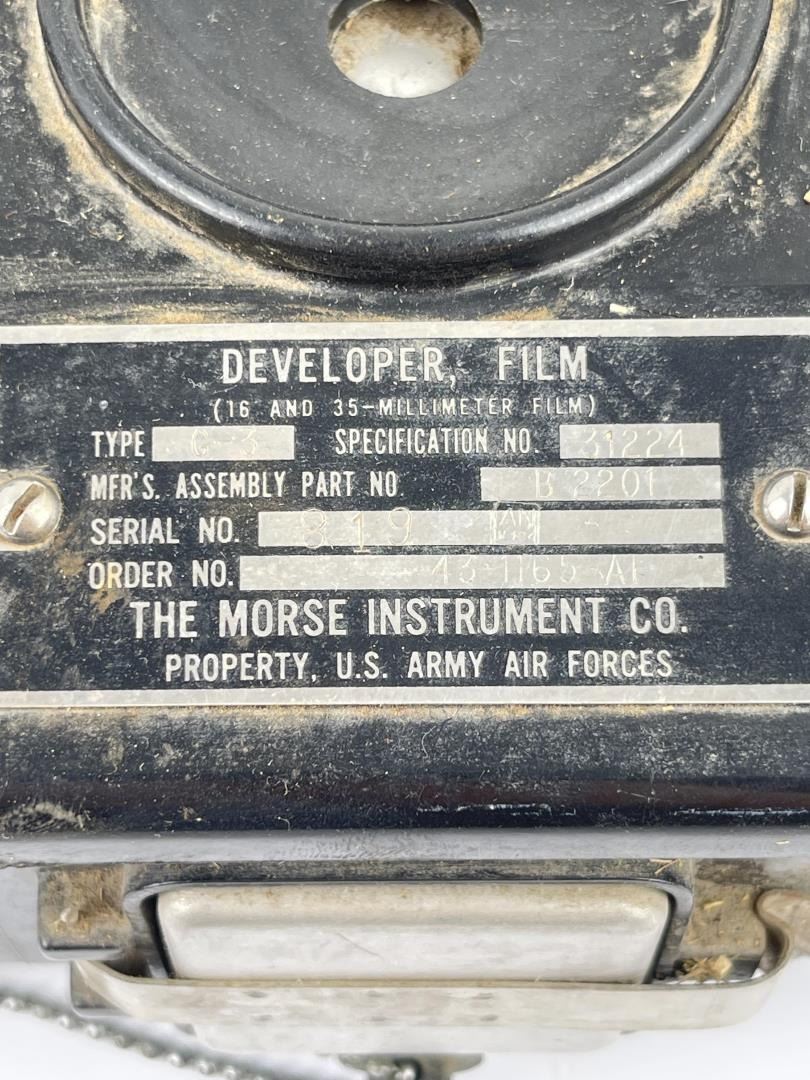 DEVELOPER, FILM
(16 AND 35-MILLIMETER FILM)
TYPE G-3 SPECIFICATION NO. 31224
MFR'S. ASSEMBLY PART NO. B 2201
SERIAL NO. 819 AN
ORDER NO. 43-1165 AF
THE MORSE INSTRUMENT CO.
PROPERTY, U.S. ARMY AIR FORCES